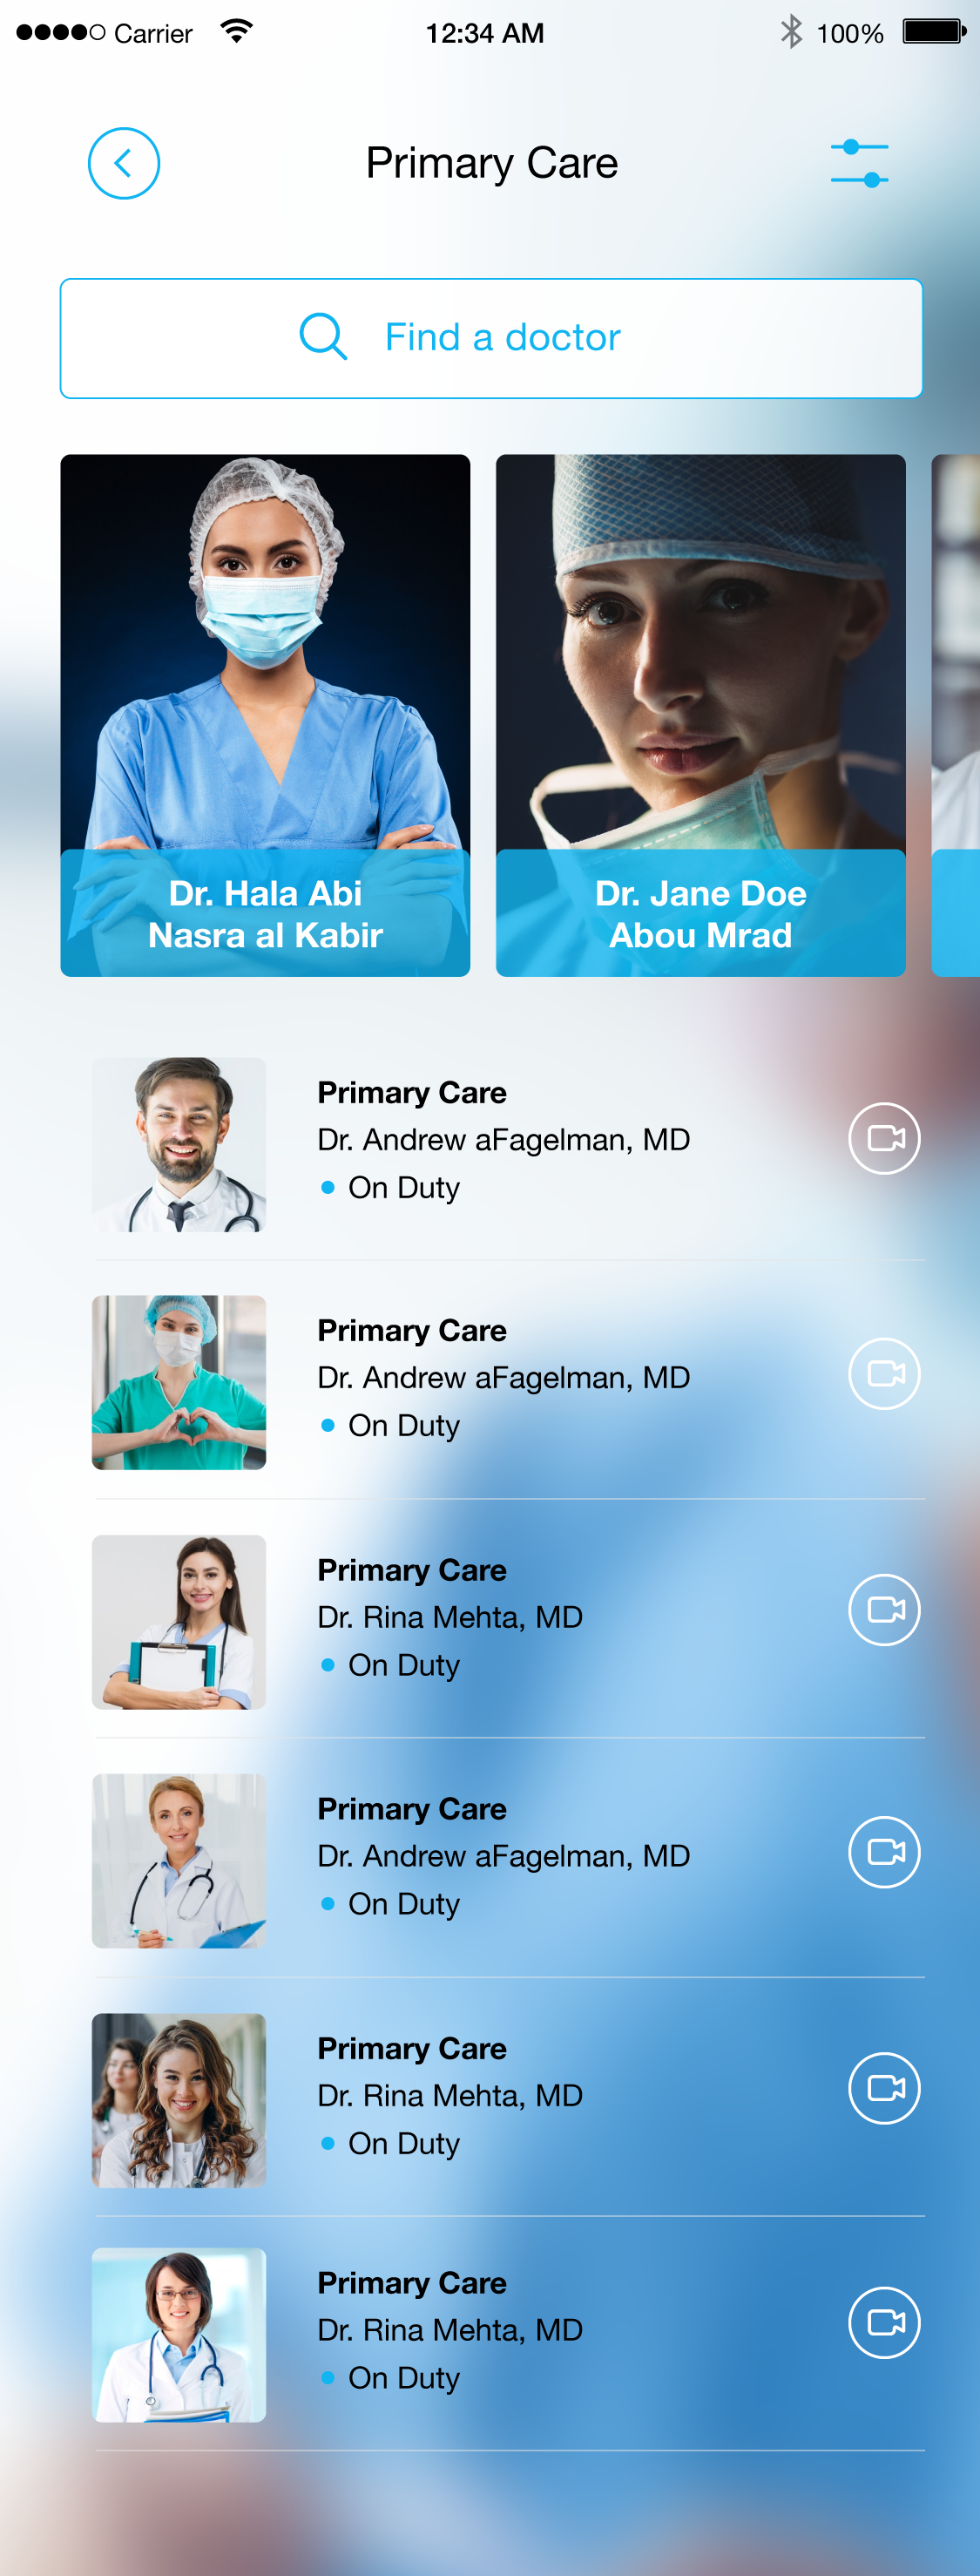 Carrier 12:34 AM 100%
Primary Care
Find a doctor
Dr. Hala Abi
Nasra al Kabir
Dr. Jane Doe
Abou Mrad
Primary Care
Dr. Andrew aFagelman, MD
On Duty
Primary Care
Dr. Andrew aFagelman, MD
On Duty
Primary Care
Dr. Rina Mehta, MD
On Duty
Primary Care
Dr. Andrew aFagelman, MD
On Duty
Primary Care
Dr. Rina Mehta, MD
On Duty
Primary Care
Dr. Rina Mehta, MD
On Duty